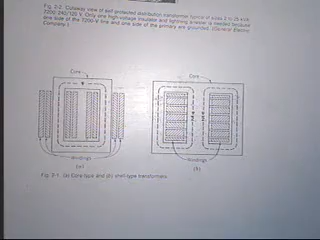 Fig. 2-2. Cutaway view of self-protected distribution transformer typical of sizes 2 to 25 kVA,
7200:240/120 V. Only one high-voltage insulator and lightning arrester is needed because
one side of the 7200-V line and one side of the primary are grounded. (General Electric
Company.)
Core
Core
Windings
(a)
Windings
(b)
Fig. 2-1. (a) Core-type and (b) shell-type transformers.